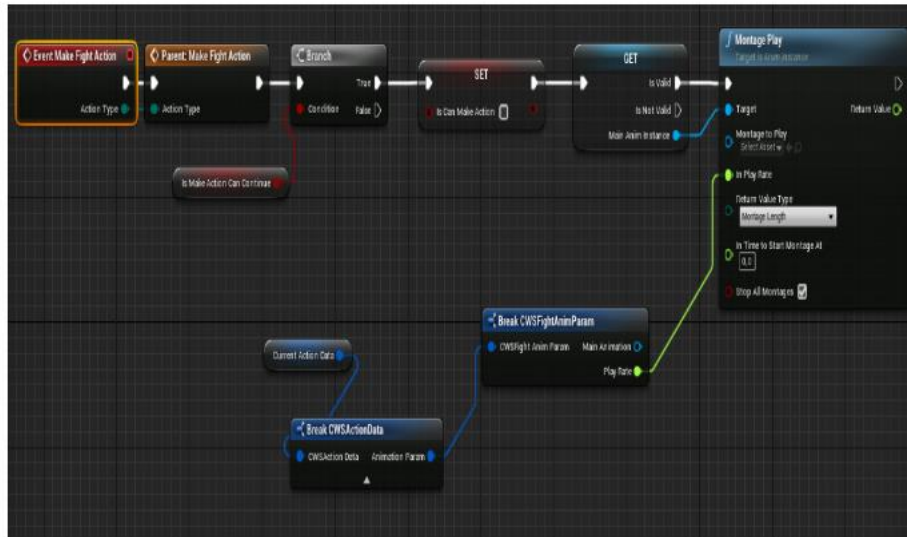 Event Make Fight Action
Action Type
Parent: Make Fight Action
Action Type
Branch
True
Condition
False
Is Make Action Can Continue
SET
Is Can Make Action
GET
Is Valid
Is Not Valid
Main Anim Instance
Montage Play
Target is Anim Instance
Target
Return Value
Montage to Play
Select Asset
In Play Rate
Return Value Type
Montage Length
In Time to Start Montage At
0,0
Stop All Montages
Break CWSFightAnimParam
CWSFight Anim Param
Main Animation
Play Rate
Current Action Data
Break CWSActionData
CWSAction Data
Animation Param